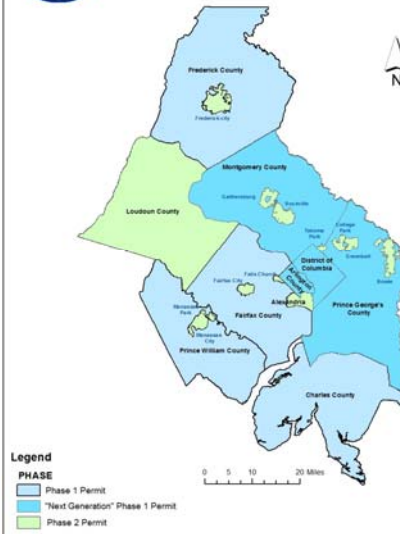 N
Frederick County
Frederick city
Montgomery County
Gaithersburg
Rockville
Loudoun County
Takoma
Park
College
Park
Greenbelt
District of
Columbia
Bowie
Falls Church
Arlington
County
Fairfax City
Alexandria
Manassas
Park
Fairfax County
Prince George's
County
Manassas
City
Prince William County
Charles County
Legend
PHASE
0 5 10 20 Miles
Phase 1 Permit
"Next Generation" Phase 1 Permit
Phase 2 Permit